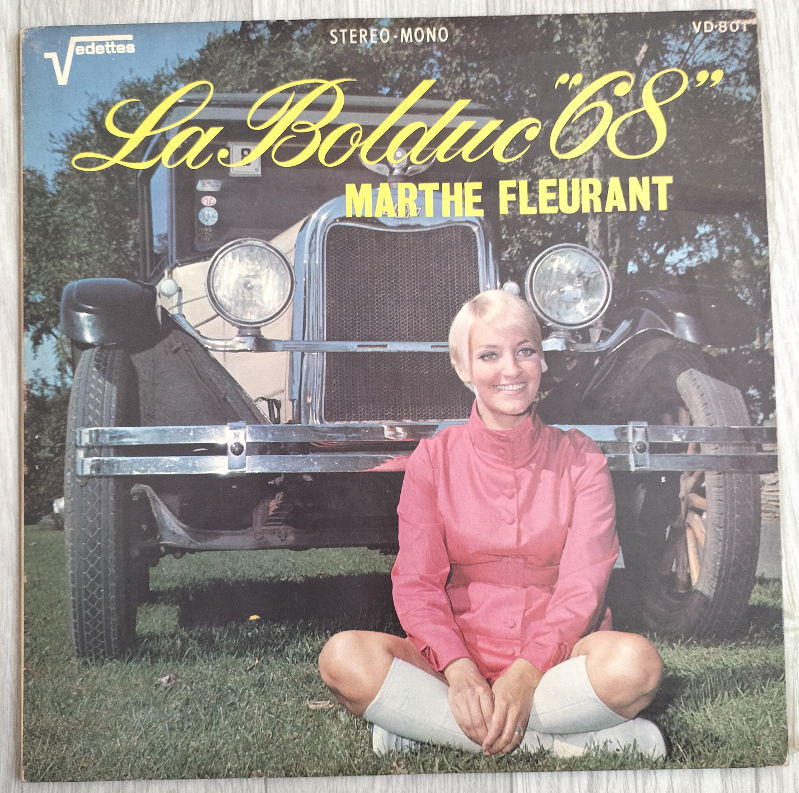 Vedettes
STEREO-MONO
VD-801
La Bolduc "68"
MARTHE FLEURANT